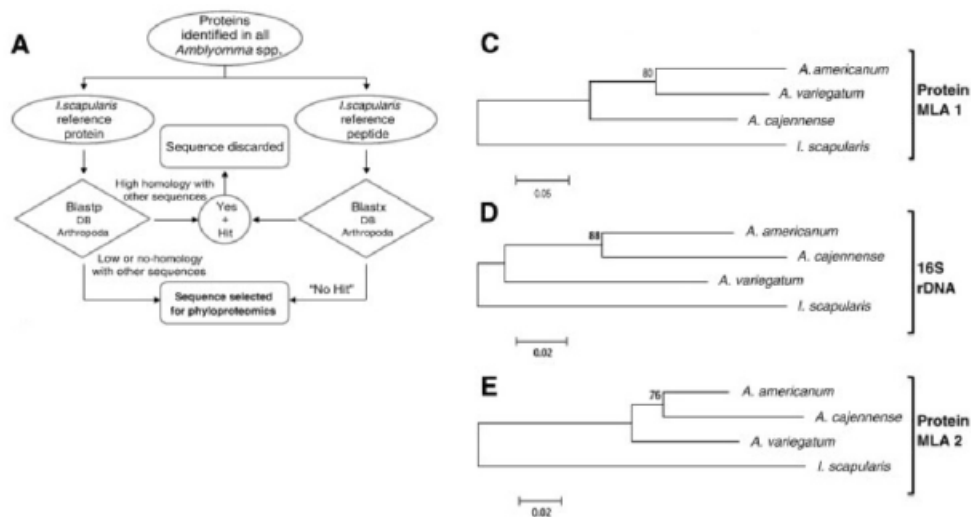 A
Proteins
identified in all
Amblyomma spp.
I.scapularis
reference
protein
I.scapularis
reference
peptide
Sequence discarded
High homology with
other sequences
Blastp
DB
Arthropoda
Yes
+
Hit
Blastx
DB
Arthropoda
Low or no-homology
with other sequences
"No Hit"
Sequence selected
for phyloproteomics
C
80
A. americanum
A. variegatum
A. cajennense
I. scapularis
0.05
Protein
MLA 1
D
88
A. americanum
A. cajennense
A. variegatum
I. scapularis
0.02
16S
rDNA
E
76
A. americanum
A. cajennense
A. variegatum
I. scapularis
0.02
Protein
MLA 2